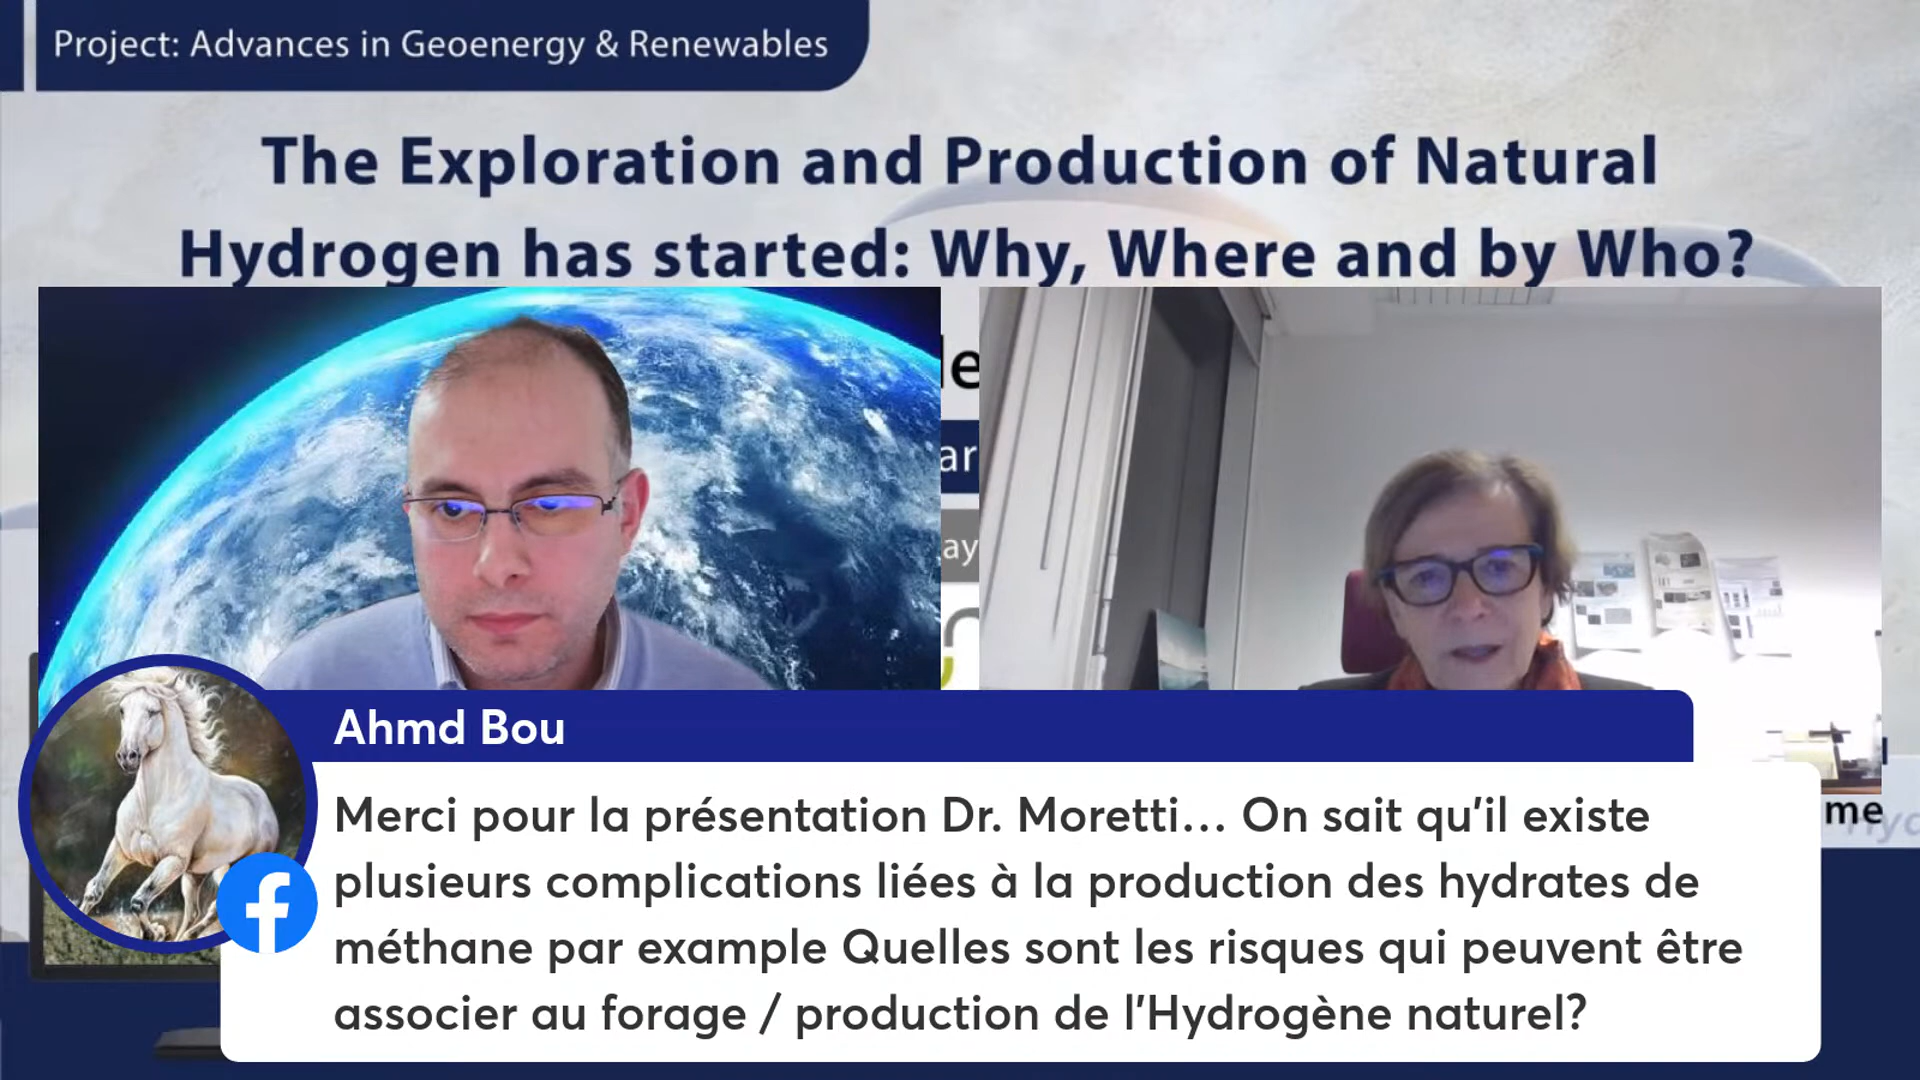 Project: Advances in Geoenergy & Renewables
The Exploration and Production of Natural
Hydrogen has started: Why, Where and by Who?
Ahmd Bou
Merci pour la présentation Dr. Moretti... On sait qu'il existe
plusieurs complications liées à la production des hydrates de
méthane par example Quelles sont les risques qui peuvent être
associer au forage / production de l'Hydrogène naturel?